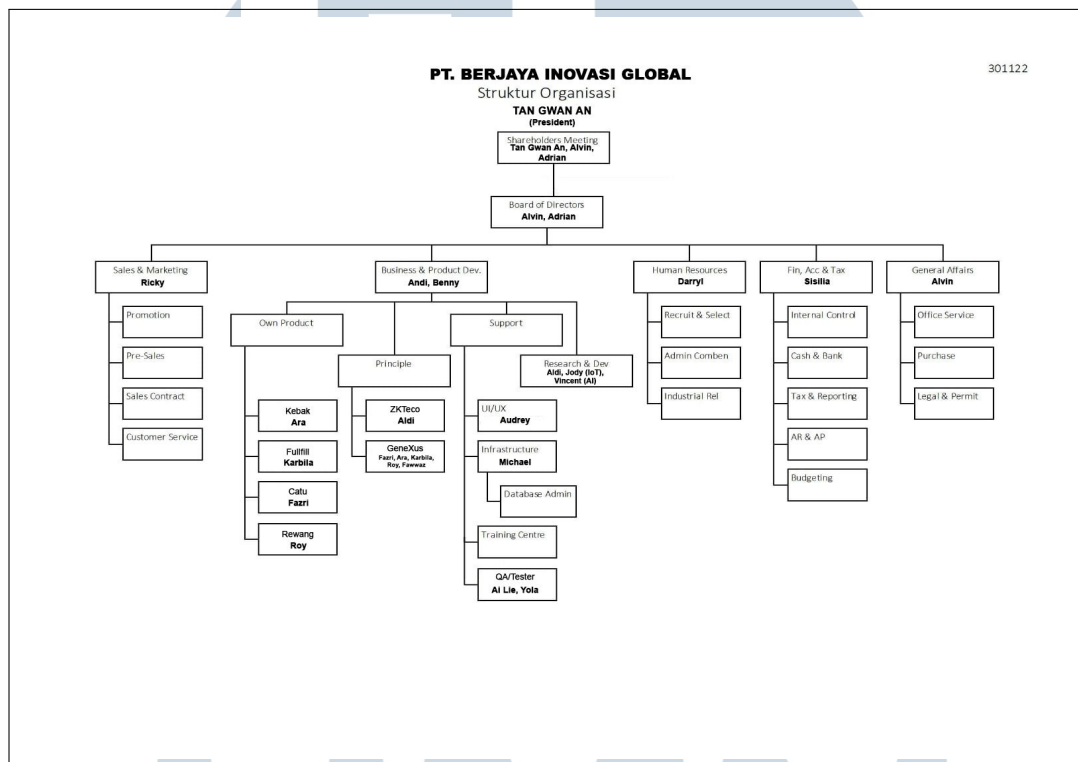 301122
PT. BERJAYA INOVASI GLOBAL
Struktur Organisasi
TAN GWAN AN
(President)
Shareholders Meeting
Tan Gwan An, Alvin,
Adrian
Board of Directors
Alvin, Adrian
Sales & Marketing
Ricky
Promotion
Pre-Sales
Sales Contract
Customer Service
Business & Product Dev.
Andi, Benny
Own Product
Kebak
Ara
Fullfill
Karbila
Catu
Fazri
Rewang
Roy
Principle
ZKTeco
Aldi
GeneXus
Fazri, Ara, Karbila,
Roy, Fawwaz
Support
UI/UX
Audrey
Infrastructure
Michael
Database Admin
Training Centre
QA/Tester
Ai Lie, Yola
Research & Dev
Aldi, Jody (IoT),
Vincent (AI)
Human Resources
Darryl
Recruit & Select
Admin Comben
Industrial Rel
Fin, Acc & Tax
Sisilia
Internal Control
Cash & Bank
Tax & Reporting
AR & AP
Budgeting
General Affairs
Alvin
Office Service
Purchase
Legal & Permit